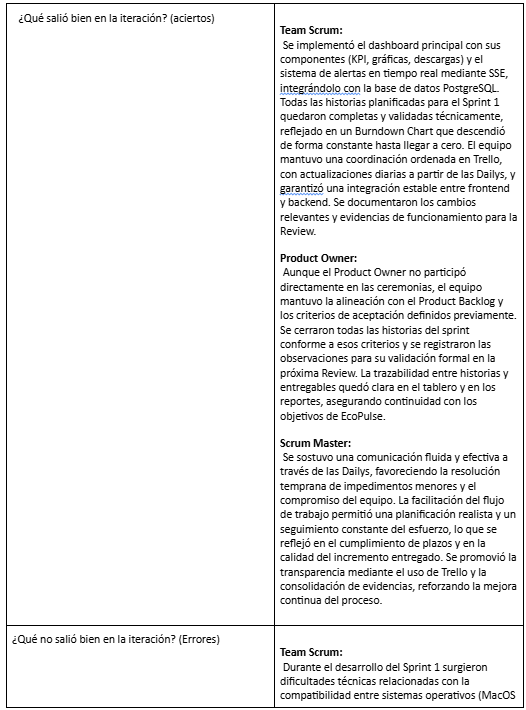 ¿Qué salió bien en la iteración? (aciertos)
Team Scrum:
Se implementó el dashboard principal con sus
componentes (KPI, gráficas, descargas) y el
sistema de alertas en tiempo real mediante SSE,
integrándolo con la base de datos PostgreSQL.
Todas las historias planificadas para el Sprint 1
quedaron completas y validadas técnicamente,
reflejado en un Burndown Chart que descendió
de forma constante hasta llegar a cero. El equipo
mantuvo una coordinación ordenada en Trello,
con actualizaciones diarias a partir de las Dailys, y
garantizó una integración estable entre frontend
y backend. Se documentaron los cambios
relevantes y evidencias de funcionamiento para la
Review.
Product Owner:
Aunque el Product Owner no participó
directamente en las ceremonias, el equipo
mantuvo la alineación con el Product Backlog y
los criterios de aceptación definidos previamente.
Se cerraron todas las historias del sprint
conforme a esos criterios y se registraron las
observaciones para su validación formal en la
próxima Review. La trazabilidad entre historias y
entregables quedó clara en el tablero y en los
reportes, asegurando continuidad con los
objetivos de EcoPulse.
Scrum Master:
Se sostuvo una comunicación fluida y efectiva a
través de las Dailys, favoreciendo la resolución
temprana de impedimentos menores y el
compromiso del equipo. La facilitación del flujo
de trabajo permitió una planificación realista y un
seguimiento constante del esfuerzo, lo que se
reflejó en el cumplimiento de plazos y en la
calidad del incremento entregado. Se promovió la
transparencia mediante el uso de Trello y la
consolidación de evidencias, reforzando la mejora
continua del proceso.
¿Qué no salió bien en la iteración? (Errores)
Team Scrum:
Durante el desarrollo del Sprint 1 surgieron
dificultades técnicas relacionadas con la
compatibilidad entre sistemas operativos (MacOS